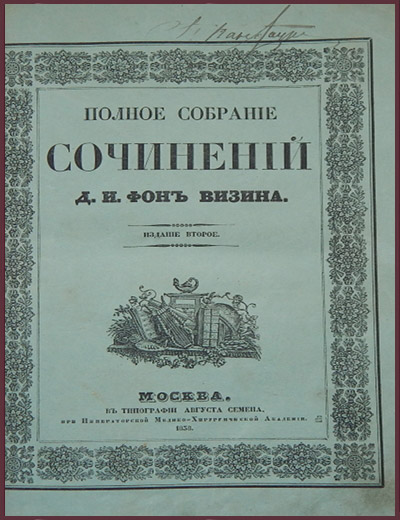 ПОЛНОЕ СОБРАНІЕ
СОЧИНЕНІЙ
Д. И. ФОНЪ ВИЗИНА.
ИЗДАНІЕ ВТОРОЕ.
МОСКВА.
ВЪ ТИПОГРАФІИ АВГУСТА СЕМЕНА,
при Императорской Медико-Хирургической Академіи.
1838.